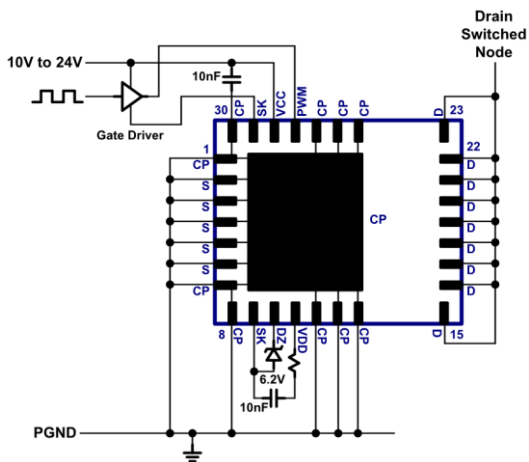 Drain
Switched
Node
10V to 24V
10nF
Gate Driver
30
CP
SK
VCC
PWM
CP
CP
CP
D
23
1
CP
S
S
S
S
S
CP
CP
22
D
D
D
D
D
D
D
8
CP
SK
DZ
VDD
CP
CP
CP
D
15
6.2V
10nF
PGND